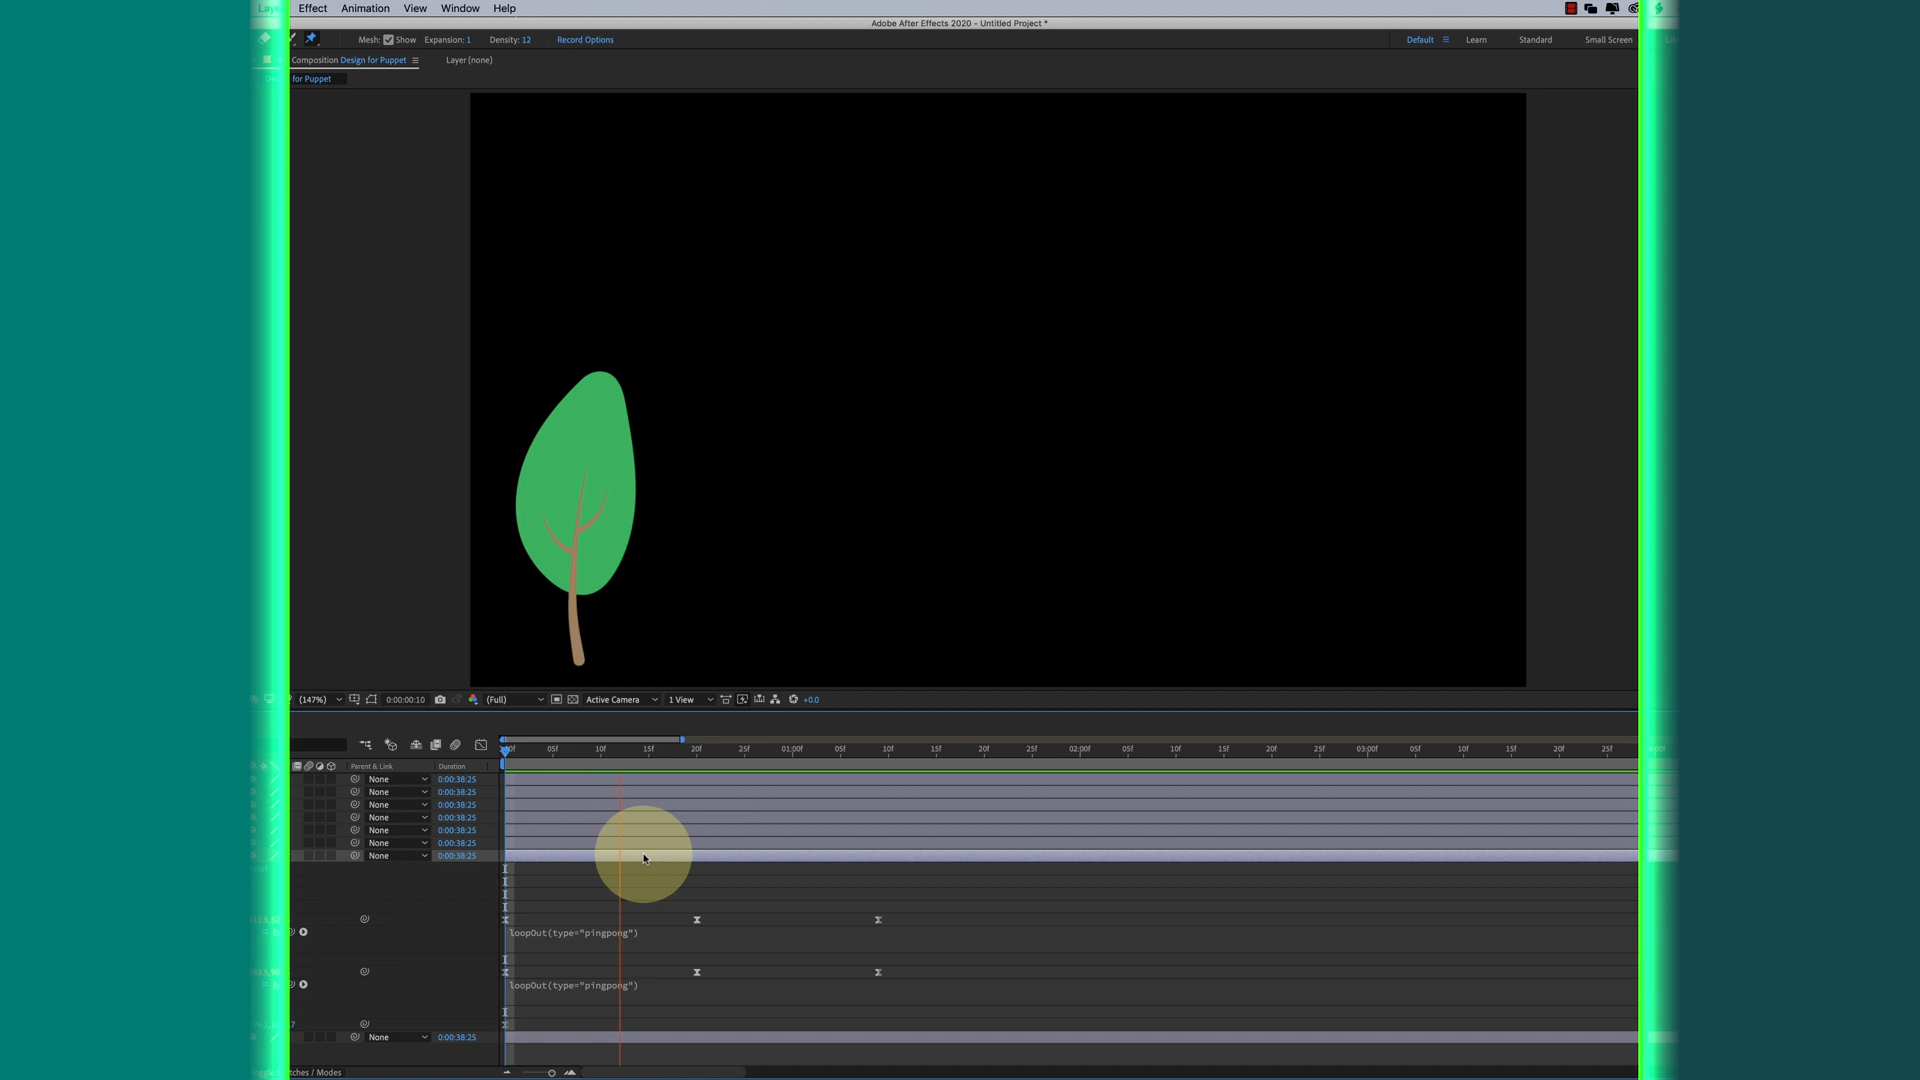 Layer Effect Animation View Window Help
Adobe After Effects 2020 - Untitled Project *
Mesh: Show Expansion: 1 Density: 12 Record Options Default Learn Standard Small Screen
Composition Design for Puppet Layer (none)
for Puppet
(147%) 0:00:00:10 (Full) Active Camera 1 View +0.0
05f 10f 15f 20f 25f 01:00f 05f 10f 15f 20f 25f 02:00f 05f 10f 15f 20f 25f 03:00f 05f 10f 15f 20f 25f
Parent & Link Duration
None 0:00:38:25
None 0:00:38:25
None 0:00:38:25
None 0:00:38:25
None 0:00:38:25
None 0:00:38:25
None 0:00:38:25
loopOut(type="pingpong")
loopOut(type="pingpong")
None 0:00:38:25
/ Modes